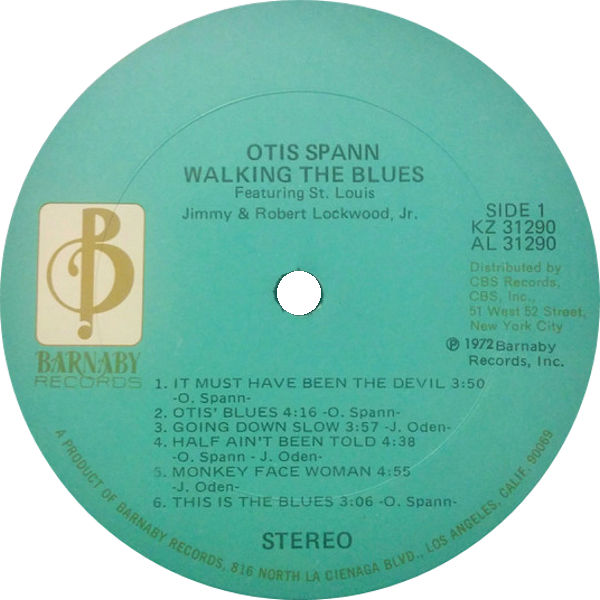 OTIS SPANN
WALKING THE BLUES
Featuring St. Louis
Jimmy & Robert Lockwood, Jr.
SIDE 1
KZ 31290
AL 31290
Distributed by
CBS Records,
CBS, Inc.,
51 West 52 Street,
New York City
℗ 1972 Barnaby
Records, Inc.
BARNABY
RECORDS
1. IT MUST HAVE BEEN THE DEVIL 3:50
-O. Spann-
2. OTIS' BLUES 4:16 -O. Spann-
3. GOING DOWN SLOW 3:57 -J. Oden-
4. HALF AIN'T BEEN TOLD 4:38
-O. Spann - J. Oden-
5. MONKEY FACE WOMAN 4:55
-J. Oden-
6. THIS IS THE BLUES 3:06 -O. Spann-
STEREO
A PRODUCT OF BARNABY RECORDS, 816 NORTH LA CIENAGA BLVD., LOS ANGELES, CALIF. 90069